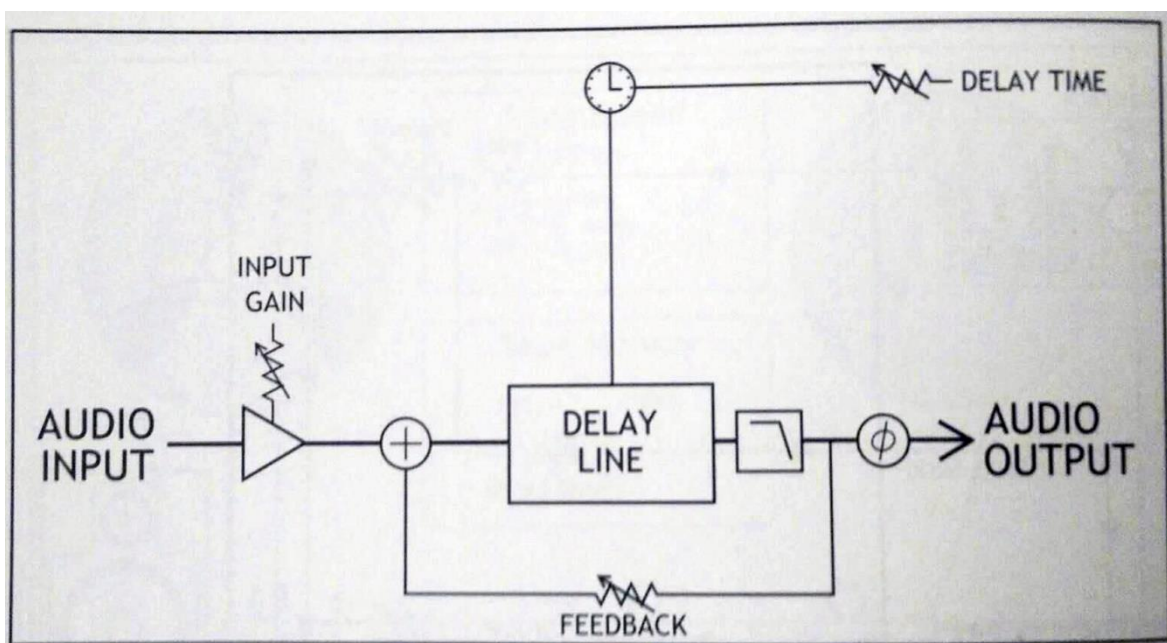 DELAY TIME
INPUT
GAIN
AUDIO
INPUT
+
DELAY
LINE
ϕ
AUDIO
OUTPUT
FEEDBACK